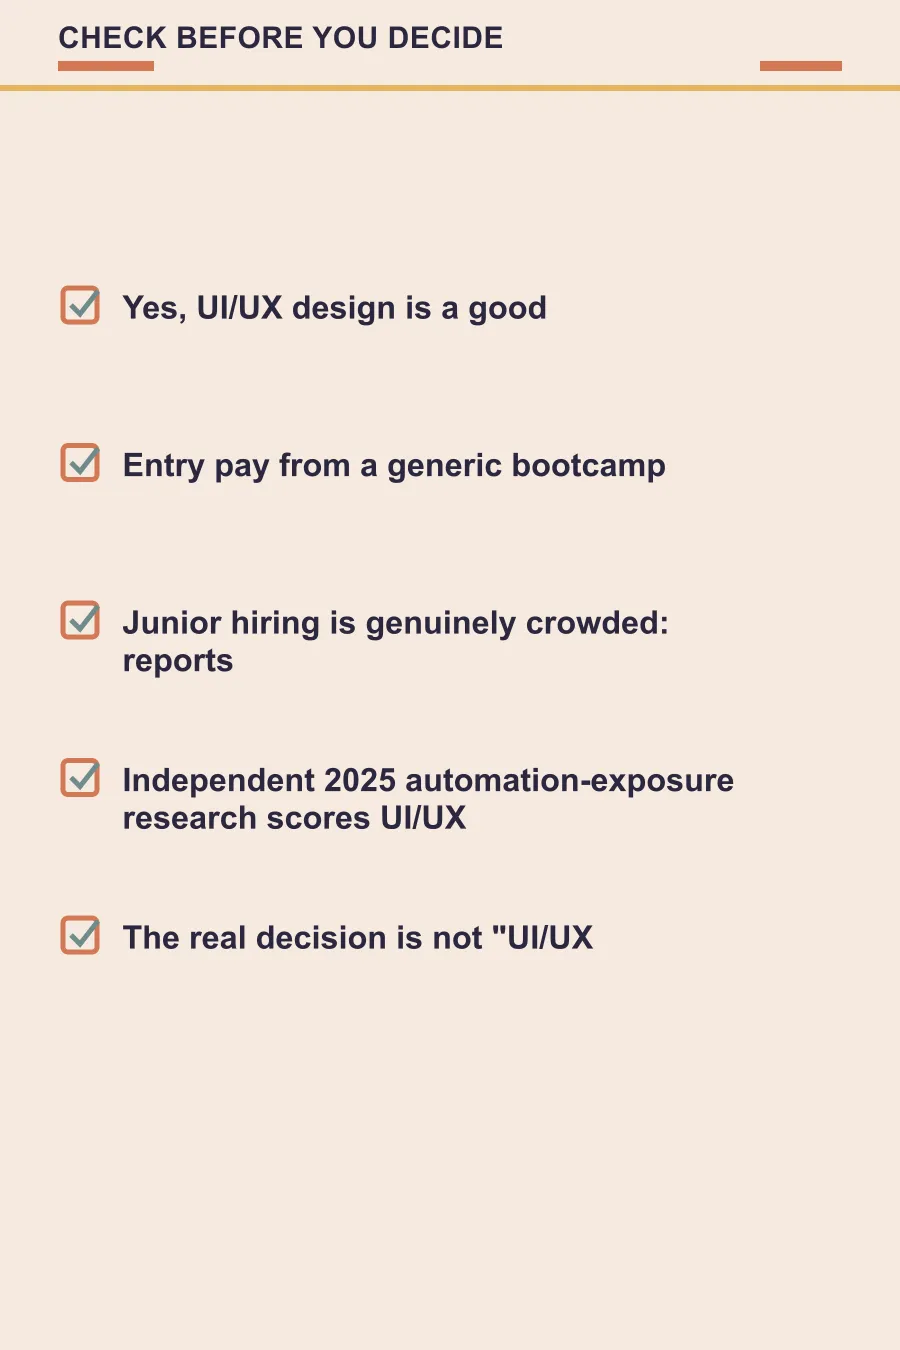 CHECK BEFORE YOU DECIDE
Yes, UI/UX design is a good
Entry pay from a generic bootcamp
Junior hiring is genuinely crowded:
reports
Independent 2025 automation-exposure
research scores UI/UX
The real decision is not "UI/UX